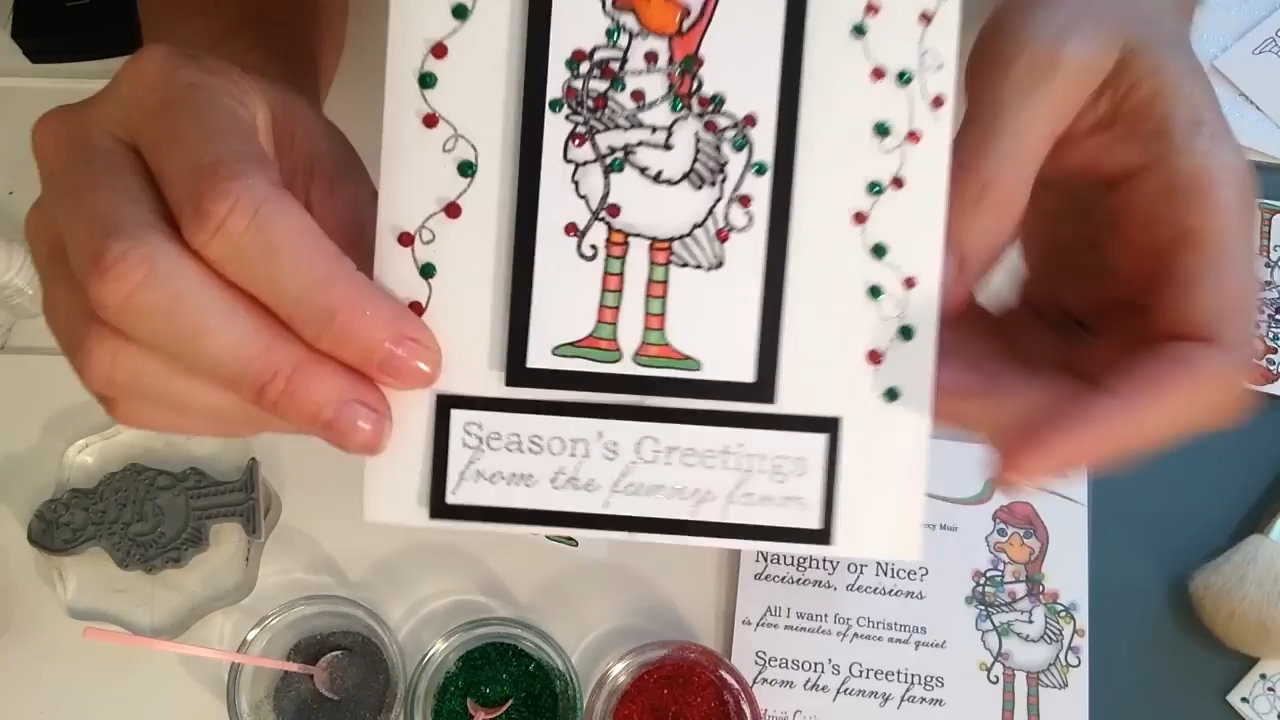 Season's Greetings
from the funny farm
Naughty or Nice?
decisions, decisions
All I want for Christmas
is five minutes of peace and quiet
Season's Greetings
from the funny farm